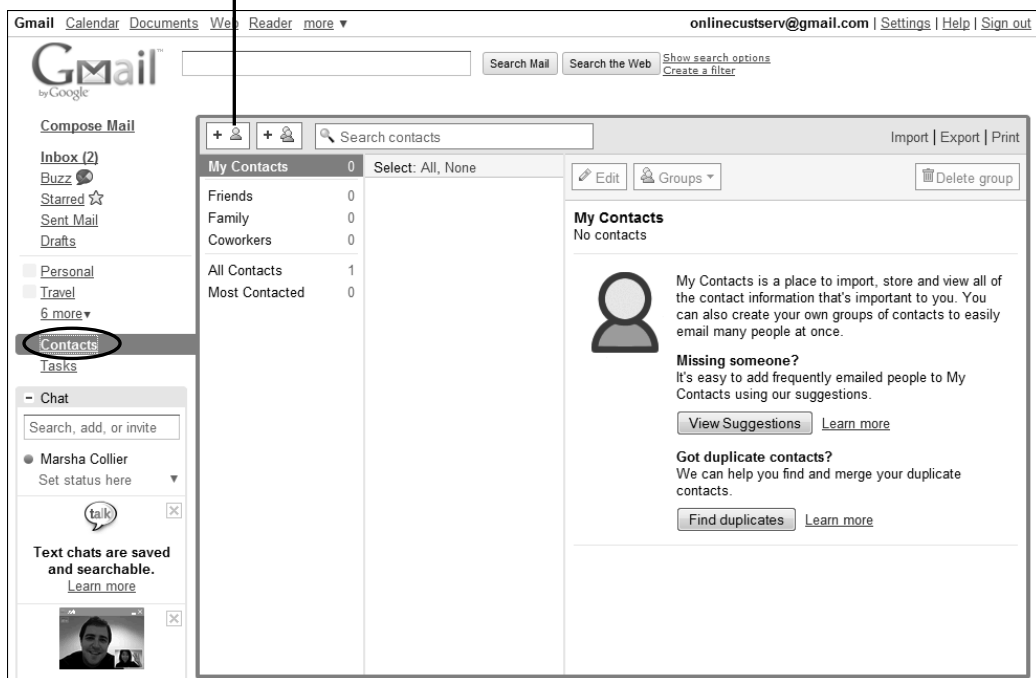 Gmail Calendar Documents Web Reader more ▼
onlinecustserv@gmail.com | Settings | Help | Sign out
Gmail™
by Google
Search Mail
Search the Web
Show search options
Create a filter
Compose Mail
Inbox (2)
Buzz
Starred
Sent Mail
Drafts
Personal
Travel
6 more▼
Contacts
Tasks
− Chat
Search, add, or invite
Marsha Collier
Set status here ▼
talk
Text chats are saved
and searchable.
Learn more
+
+
Search contacts
Import | Export | Print
My Contacts 0
Friends 0
Family 0
Coworkers 0
All Contacts 1
Most Contacted 0
Select: All, None
Edit
Groups ▼
Delete group
My Contacts
No contacts
My Contacts is a place to import, store and view all of
the contact information that's important to you. You
can also create your own groups of contacts to easily
email many people at once.
Missing someone?
It's easy to add frequently emailed people to My
Contacts using our suggestions.
View Suggestions Learn more
Got duplicate contacts?
We can help you find and merge your duplicate
contacts.
Find duplicates Learn more